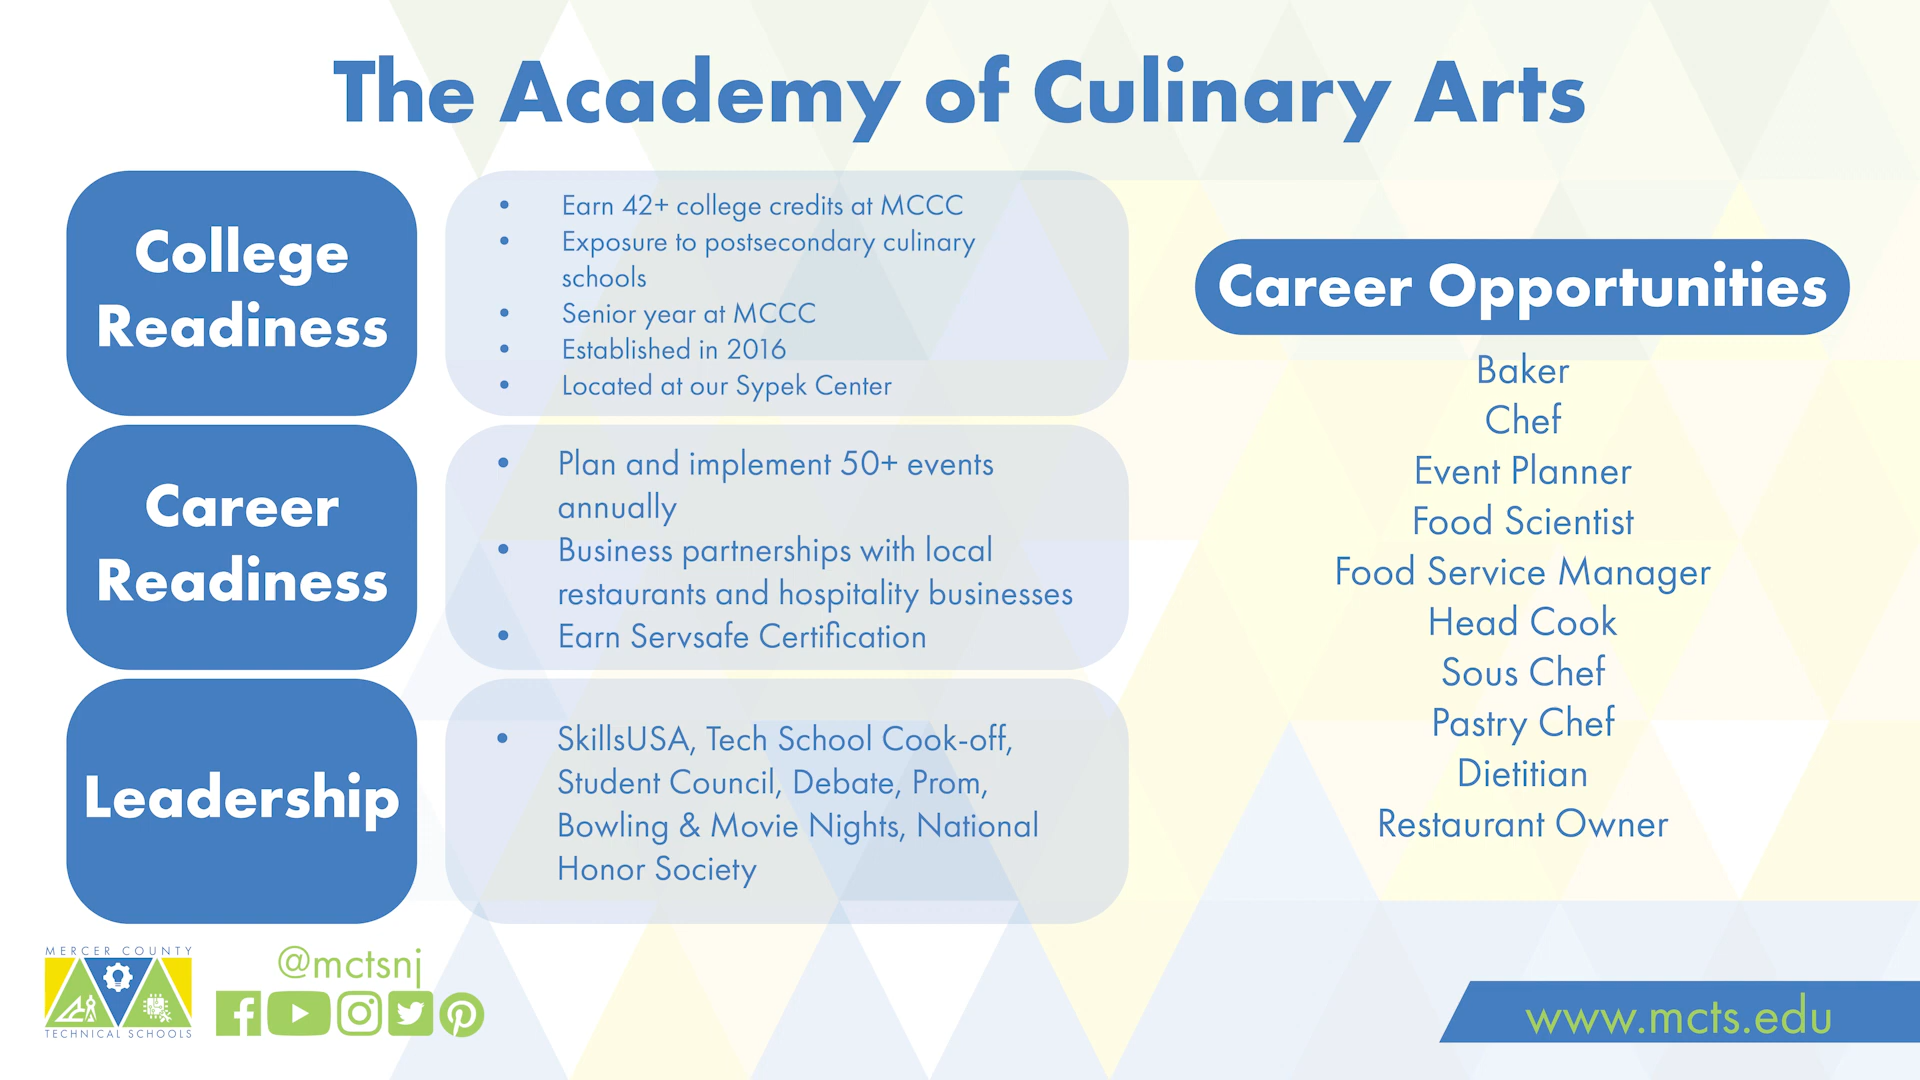 The Academy of Culinary Arts
College
Readiness
• Earn 42+ college credits at MCCC
• Exposure to postsecondary culinary
schools
• Senior year at MCCC
• Established in 2016
• Located at our Sypek Center
Career
Readiness
• Plan and implement 50+ events
annually
• Business partnerships with local
restaurants and hospitality businesses
• Earn Servsafe Certification
Leadership
• SkillsUSA, Tech School Cook-off,
Student Council, Debate, Prom,
Bowling & Movie Nights, National
Honor Society
Career Opportunities
Baker
Chef
Event Planner
Food Scientist
Food Service Manager
Head Cook
Sous Chef
Pastry Chef
Dietitian
Restaurant Owner
MERCER COUNTY
TECHNICAL SCHOOLS
@mctsnj
www.mcts.edu